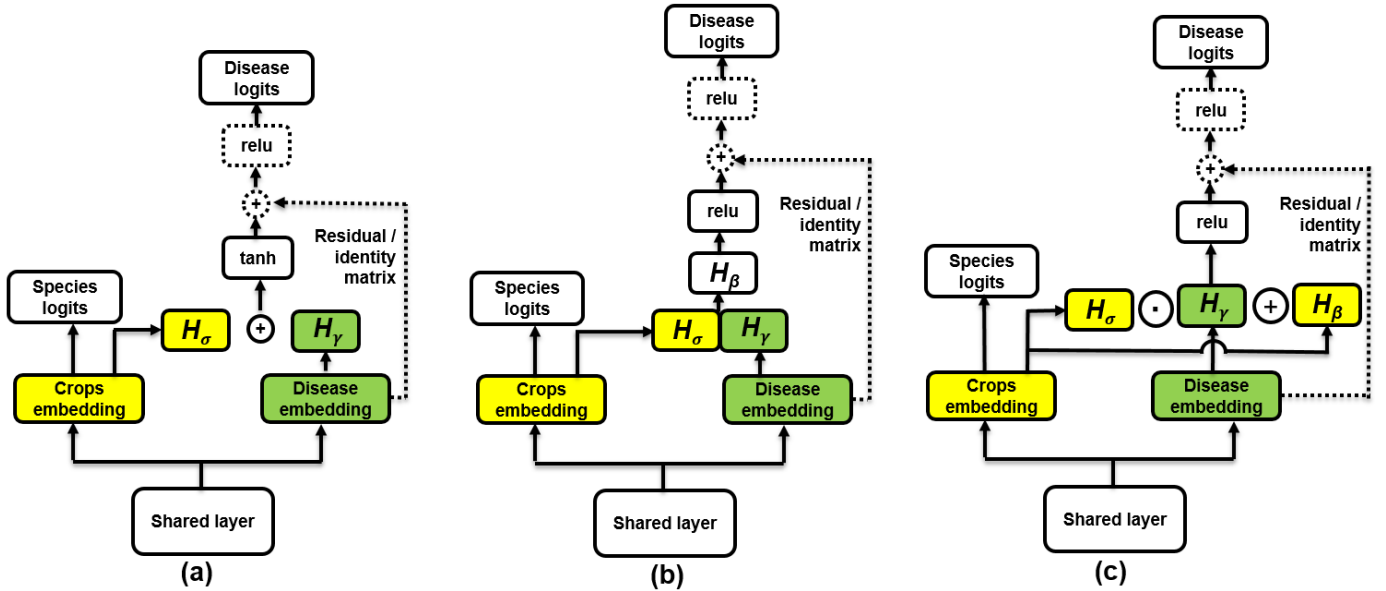 Disease
logits
relu
+
Residual /
identity
matrix
tanh
Species
logits
Hσ
+
Hγ
Crops
embedding
Disease
embedding
Shared layer
(a)
Disease
logits
relu
+
Residual /
identity
matrix
relu
Hβ
Species
logits
Hσ
Hγ
Crops
embedding
Disease
embedding
Shared layer
(b)
Disease
logits
relu
+
Residual /
identity
matrix
relu
Species
logits
Hσ
·
Hγ
+
Hβ
Crops
embedding
Disease
embedding
Shared layer
(c)